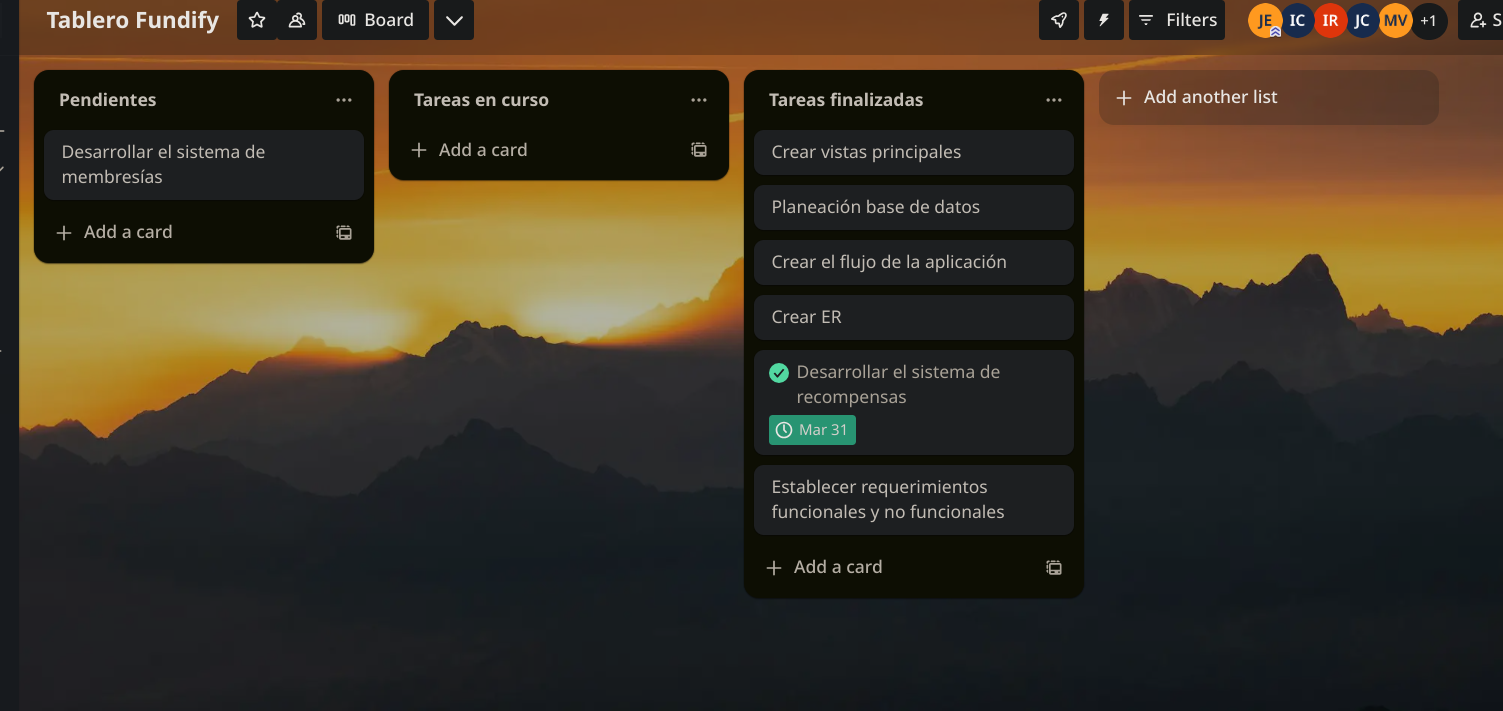 Tablero Fundify
Board
Filters
JE
IC
IR
JC
MV
+1
S
Pendientes
Desarrollar el sistema de
membresías
Add a card
Tareas en curso
Add a card
Tareas finalizadas
Crear vistas principales
Planeación base de datos
Crear el flujo de la aplicación
Crear ER
Desarrollar el sistema de
recompensas
Mar 31
Establecer requerimientos
funcionales y no funcionales
Add a card
Add another list